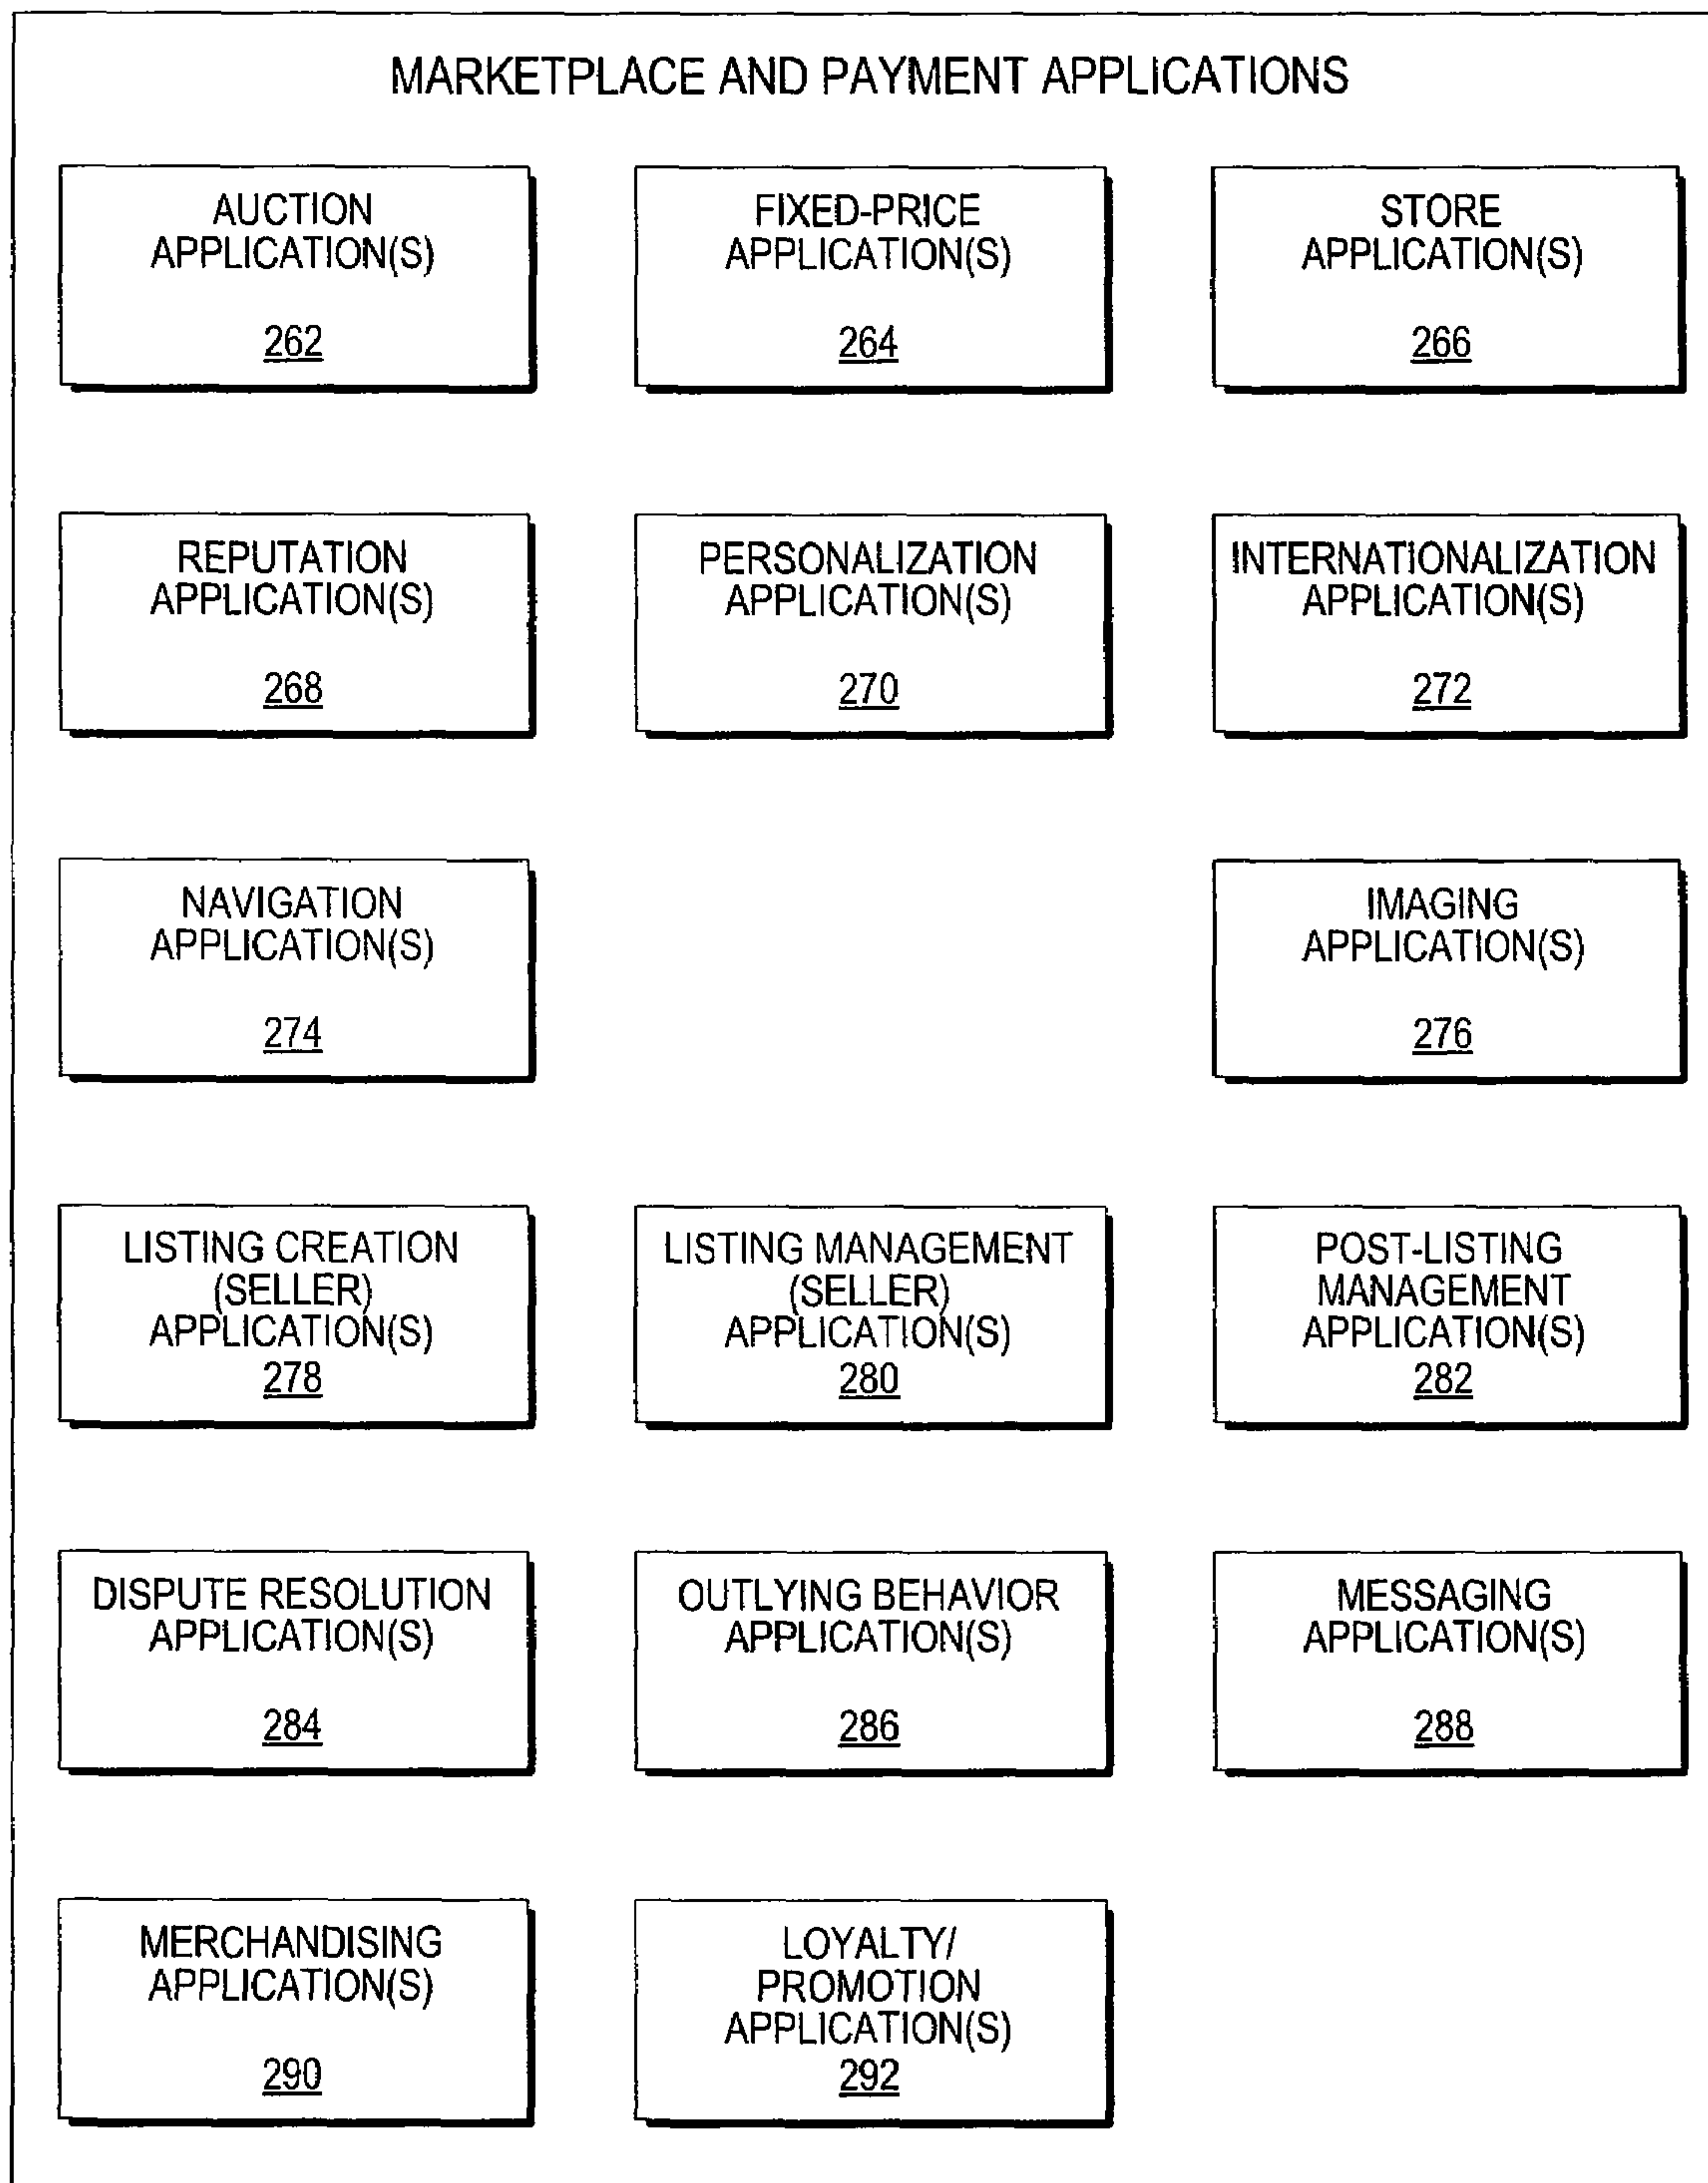 MARKETPLACE AND PAYMENT APPLICATIONS
AUCTION
APPLICATION(S)
262
FIXED-PRICE
APPLICATION(S)
264
STORE
APPLICATION(S)
266
REPUTATION
APPLICATION(S)
268
PERSONALIZATION
APPLICATION(S)
270
INTERNATIONALIZATION
APPLICATION(S)
272
NAVIGATION
APPLICATION(S)
274
IMAGING
APPLICATION(S)
276
LISTING CREATION
(SELLER)
APPLICATION(S)
278
LISTING MANAGEMENT
(SELLER)
APPLICATION(S)
280
POST-LISTING
MANAGEMENT
APPLICATION(S)
282
DISPUTE RESOLUTION
APPLICATION(S)
284
OUTLYING BEHAVIOR
APPLICATION(S)
286
MESSAGING
APPLICATION(S)
288
MERCHANDISING
APPLICATION(S)
290
LOYALTY/
PROMOTION
APPLICATION(S)
292